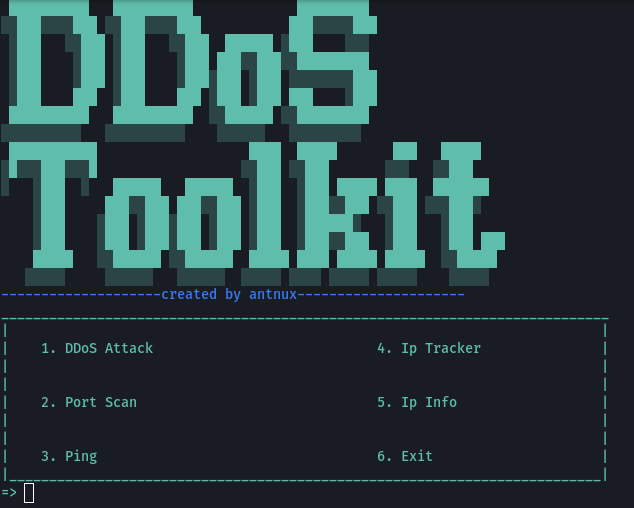 DDoS
Toolkit
--------------------created by antnux---------------------
1. DDoS Attack 4. Ip Tracker
2. Port Scan 5. Ip Info
3. Ping 6. Exit
=>